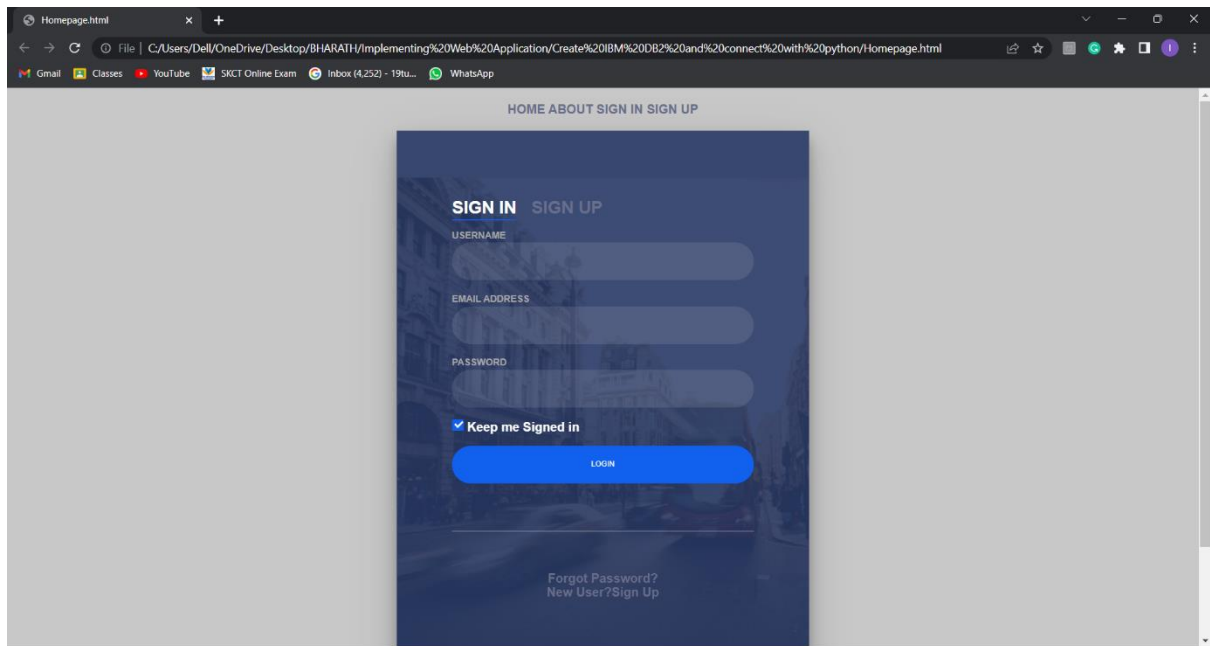 Homepage.html
File | C:/Users/Dell/OneDrive/Desktop/BHARATH/Implementing%20Web%20Application/Create%20IBM%20DB2%20and%20connect%20with%20python/Homepage.html
Gmail Classes YouTube SKCT Online Exam Inbox (4,252) - 19tu... WhatsApp
HOME ABOUT SIGN IN SIGN UP
SIGN IN SIGN UP
USERNAME
EMAIL ADDRESS
PASSWORD
Keep me Signed in
LOGIN
Forgot Password?
New User?Sign Up